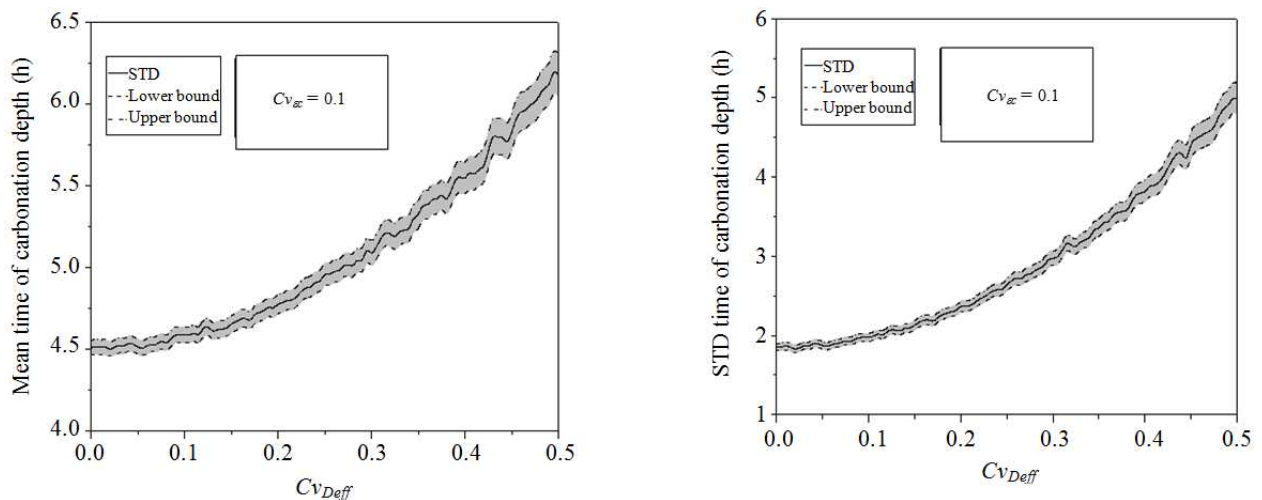 Mean time of carbonation depth (h)
6.5
6.0
5.5
5.0
4.5
4.0
STD
Lower bound
Upper bound
Cv_εc = 0.1
0.0 0.1 0.2 0.3 0.4 0.5
Cv_Deff
STD time of carbonation depth (h)
6
5
4
3
2
1
STD
Lower bound
Upper bound
Cv_εc = 0.1
0.0 0.1 0.2 0.3 0.4 0.5
Cv_Deff